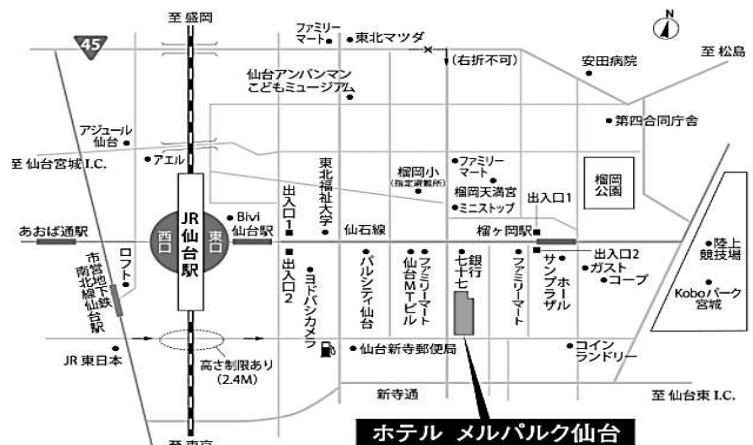 至 盛岡
45
ファミリー
マート
東北マツダ
(右折不可)
N
至 松島
安田病院
仙台アンパンマン
こどもミュージアム
第四合同庁舎
アジュール
仙台
至 仙台宮城 I.C.
アエル
榴岡小
(指定避難所)
ファミリー
マート
榴岡天満宮
ミニストップ
榴岡
公園
出入口1
東北福祉大学
出入口1
Bivi
仙台駅
あおば通駅
西口
JR仙台駅
東口
仙石線
榴ヶ岡駅
出入口2
ロフト
市営地下鉄
南北線仙台駅
出入口2
ヨドバシカメラ
パルシティ仙台
仙台MTビル
ファミリーマート
七十七
銀行
ファミリーマート
サンプラザ
ホール
ガスト
コープ
陸上
競技場
Koboパーク
宮城
JR 東日本
高さ制限あり
(2.4M)
仙台新寺郵便局
コイン
ランドリー
新寺通
至 仙台東 I.C.
至 東京
ホテル メルパルク仙台